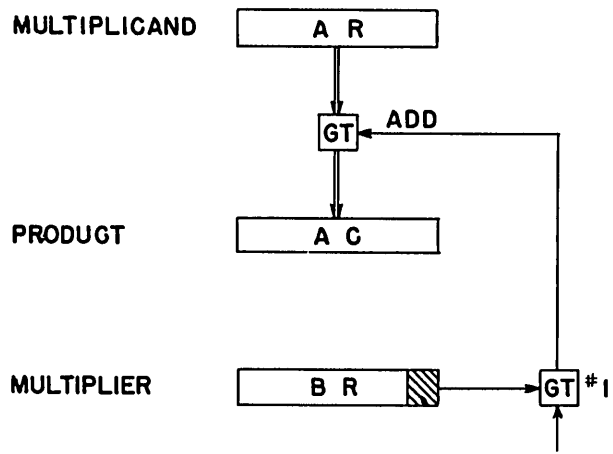 MULTIPLICAND A R
GT ADD
PRODUCT A C
MULTIPLIER B R GT #1